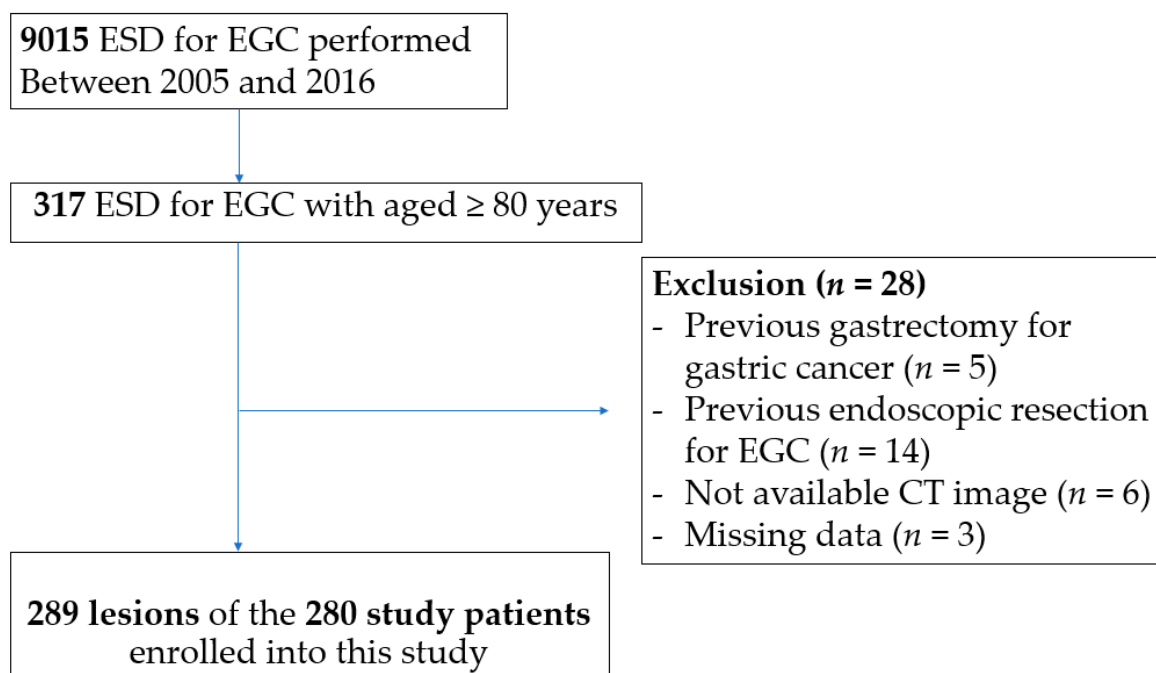 9015 ESD for EGC performed
Between 2005 and 2016
317 ESD for EGC with aged ≥ 80 years
Exclusion (n = 28)
- Previous gastrectomy for
gastric cancer (n = 5)
- Previous endoscopic resection
for EGC (n = 14)
- Not available CT image (n = 6)
- Missing data (n = 3)
289 lesions of the 280 study patients
enrolled into this study